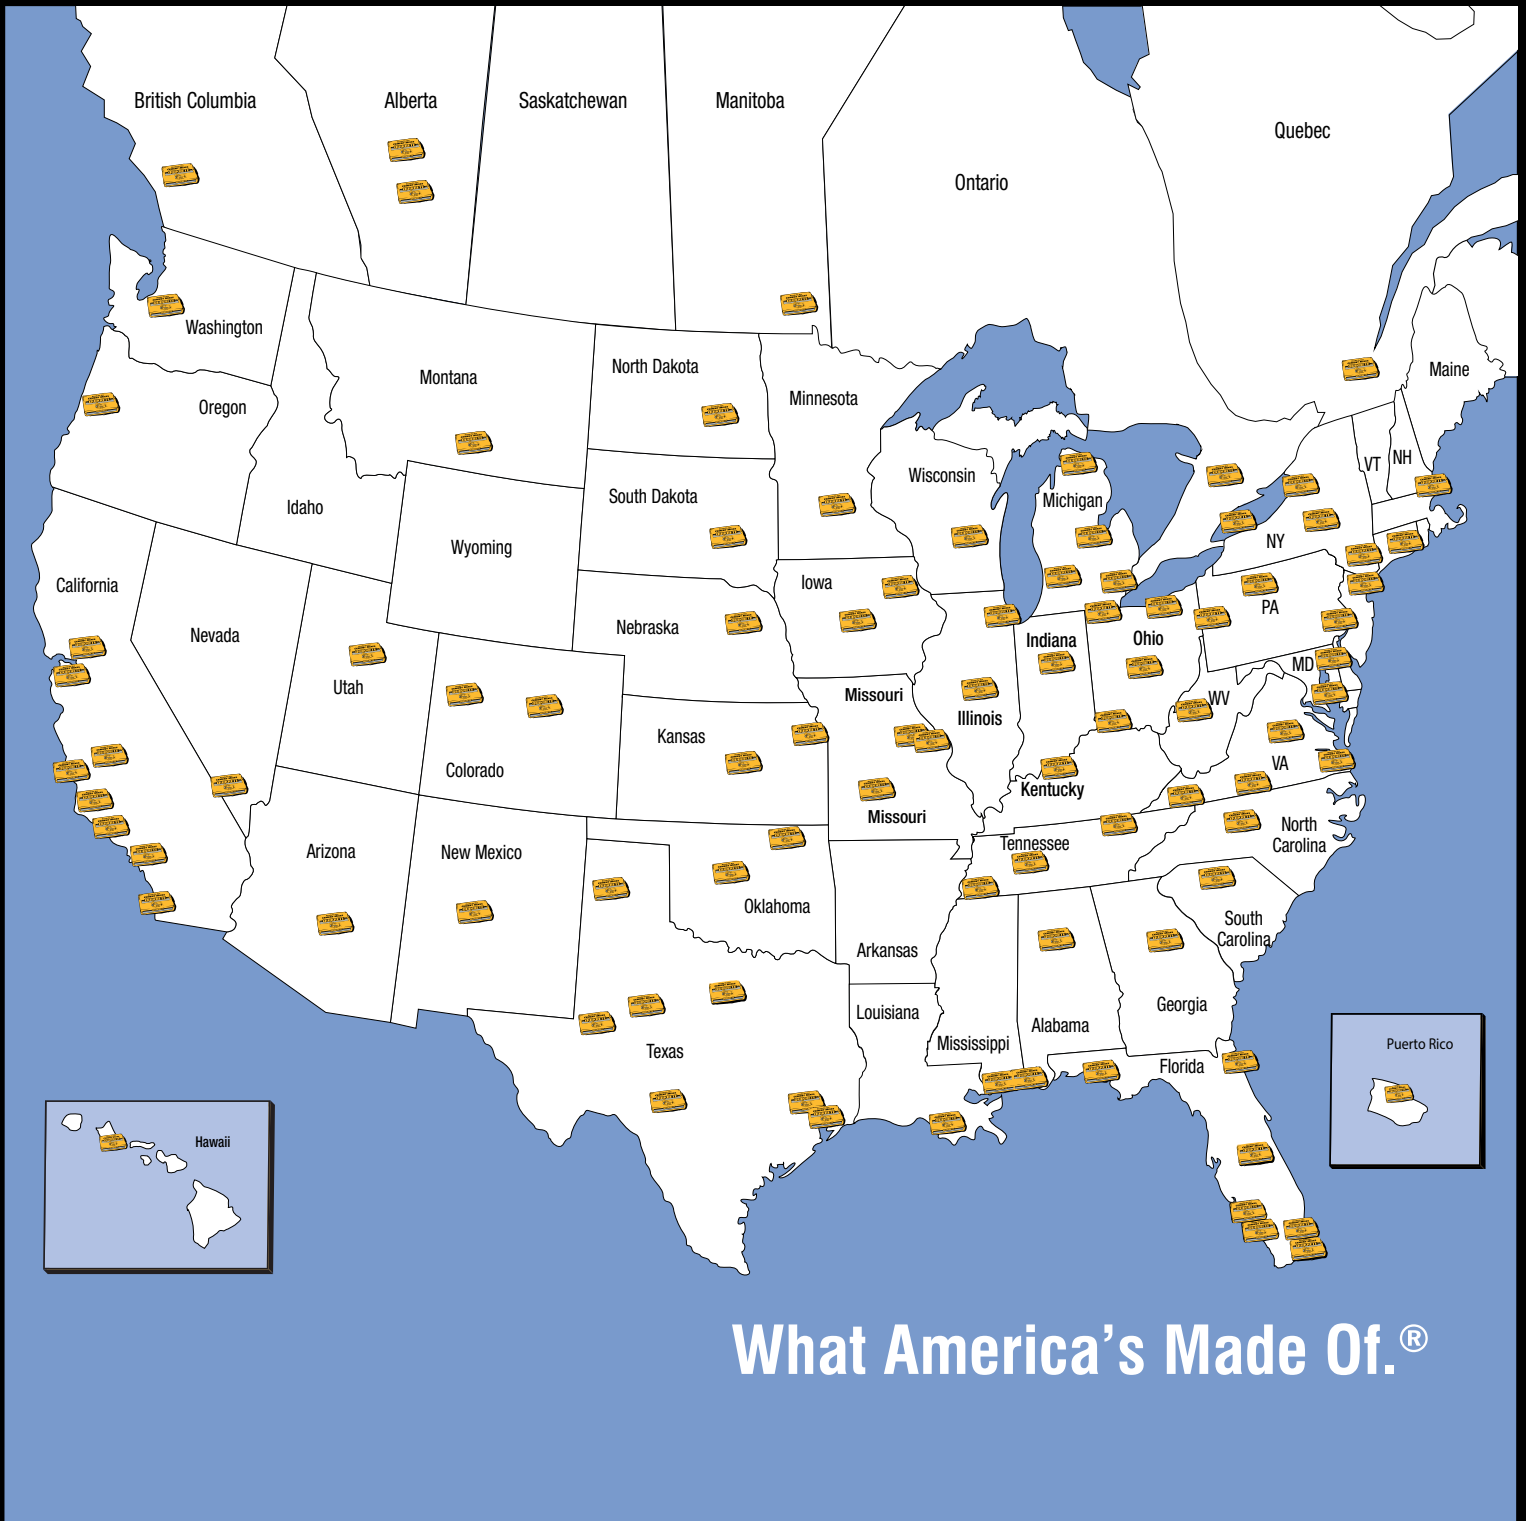 British Columbia
Alberta
Saskatchewan
Manitoba
Ontario
Quebec
Washington
Oregon
Montana
North Dakota
Minnesota
Maine
Idaho
South Dakota
Wisconsin
Michigan
VT
NH
Wyoming
NY
California
Nevada
Iowa
Nebraska
Utah
Indiana
Ohio
PA
MD
Missouri
Illinois
WV
Kansas
Colorado
Kentucky
VA
Missouri
Arizona
New Mexico
Tennessee
North
Carolina
Oklahoma
Arkansas
South
Carolina
Louisiana
Georgia
Mississippi
Alabama
Texas
Florida
Puerto Rico
Hawaii
What America's Made Of.®